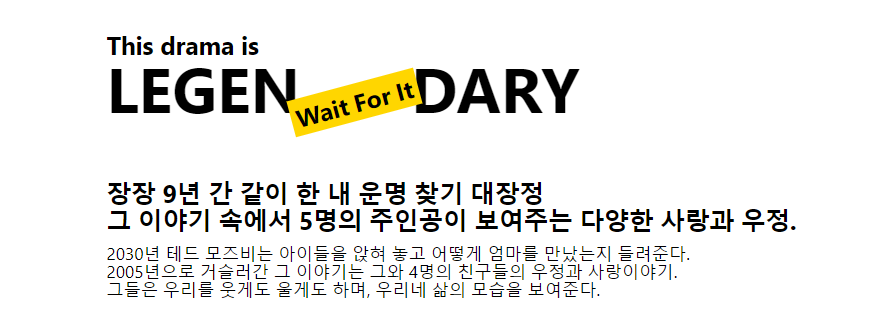 This drama is
LEGEN Wait For It DARY
장장 9년 간 같이 한 내 운명 찾기 대장정
그 이야기 속에서 5명의 주인공이 보여주는 다양한 사랑과 우정.
2030년 테드 모즈비는 아이들을 앉혀 놓고 어떻게 엄마를 만났는지 들려준다.
2005년으로 거슬러간 그 이야기는 그와 4명의 친구들의 우정과 사랑이야기.
그들은 우리를 웃게도 울게도 하며, 우리네 삶의 모습을 보여준다.